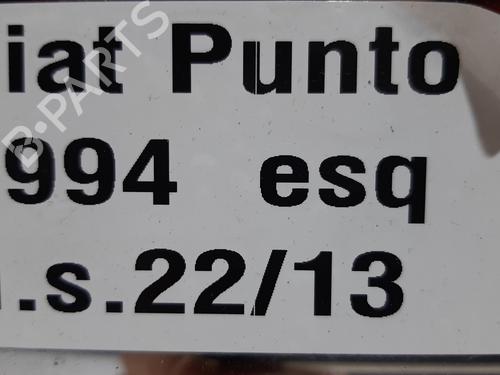 iat Punto
994 esq
.s.22/13
B-PARTS